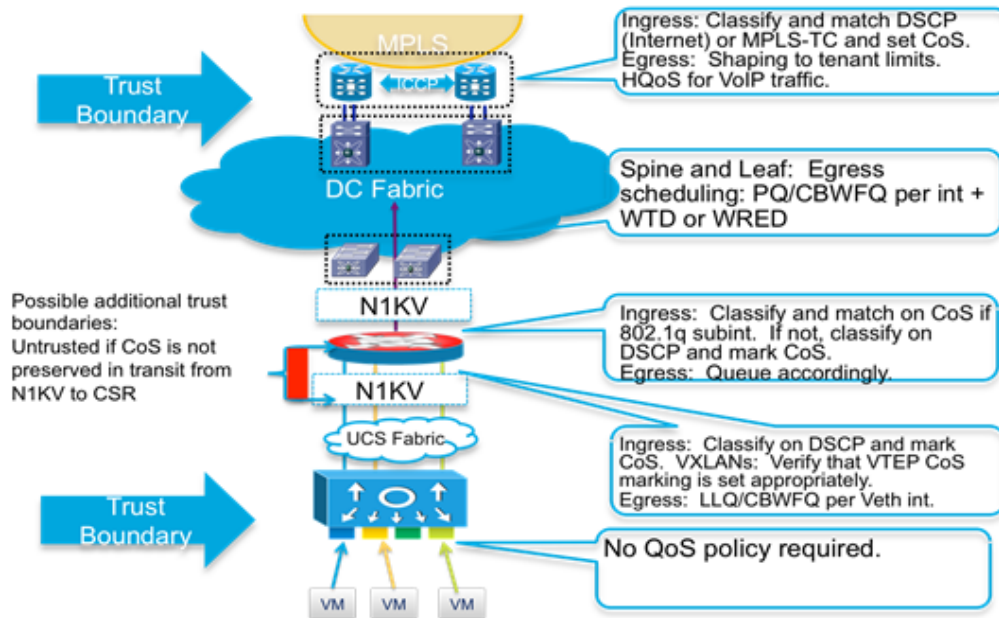 MPLS
ICCP
Trust
Boundary
Ingress: Classify and match DSCP
(Internet) or MPLS-TC and set CoS.
Egress: Shaping to tenant limits.
HQoS for VoIP traffic.
DC Fabric
Spine and Leaf: Egress
scheduling: PQ/CBWFQ per int +
WTD or WRED
N1KV
Possible additional trust
boundaries:
Untrusted if CoS is not
preserved in transit from
N1KV to CSR
Ingress: Classify and match on CoS if
802.1q subint. If not, classify on
DSCP and mark CoS.
Egress: Queue accordingly.
N1KV
UCS Fabric
Ingress: Classify on DSCP and mark
CoS. VXLANs: Verify that VTEP CoS
marking is set appropriately.
Egress: LLQ/CBWFQ per Veth int.
Trust
Boundary
No QoS policy required.
VM
VM
VM